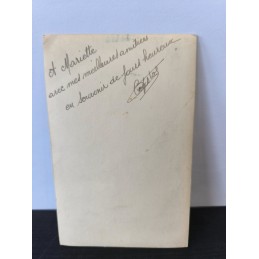 A Mariette
avec mes meilleures amitiés
en souvenir de jours heureux